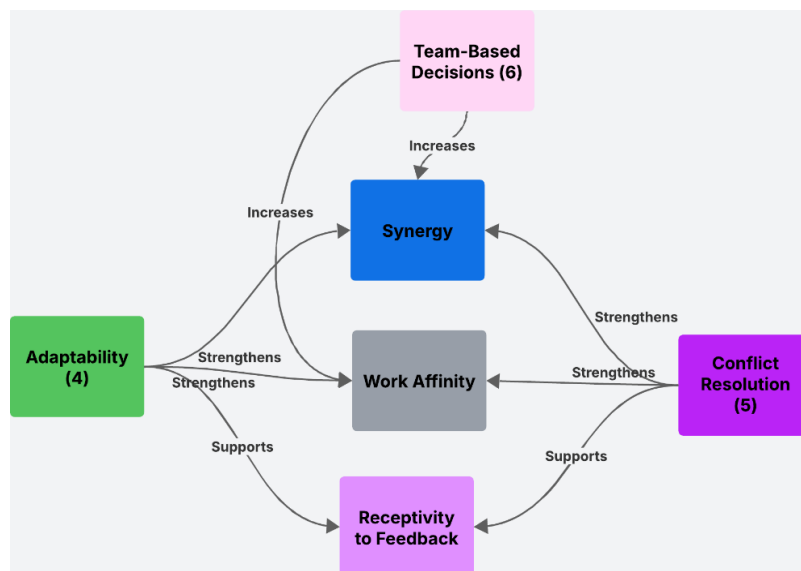 Team-Based
Decisions (6)
Increases
Increases
Synergy
Strengthens
Adaptability
(4)
Strengthens
Strengthens
Work Affinity
Strengthens
Conflict
Resolution
(5)
Supports
Supports
Receptivity
to Feedback